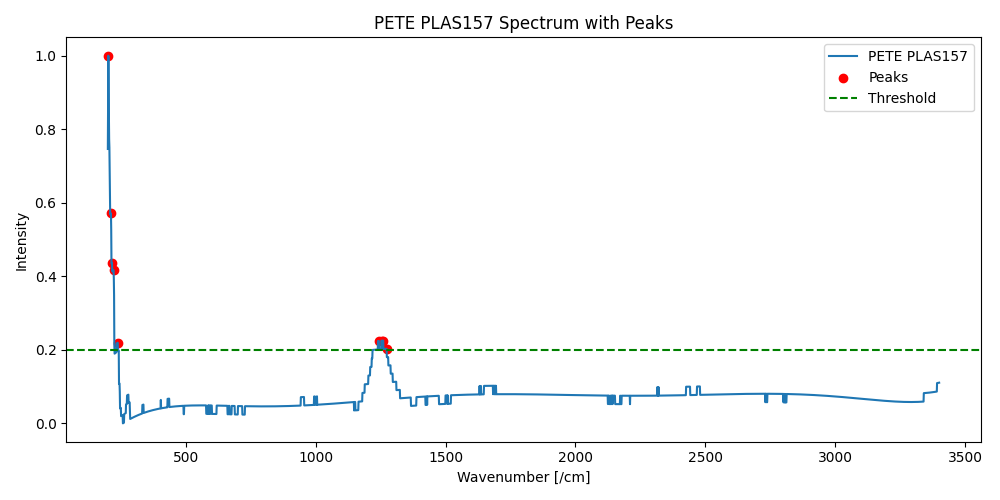 PETE PLAS157 Spectrum with Peaks
PETE PLAS157
Peaks
Threshold
Intensity
1.0
0.8
0.6
0.4
0.2
0.0
500 1000 1500 2000 2500 3000 3500
Wavenumber [/cm]